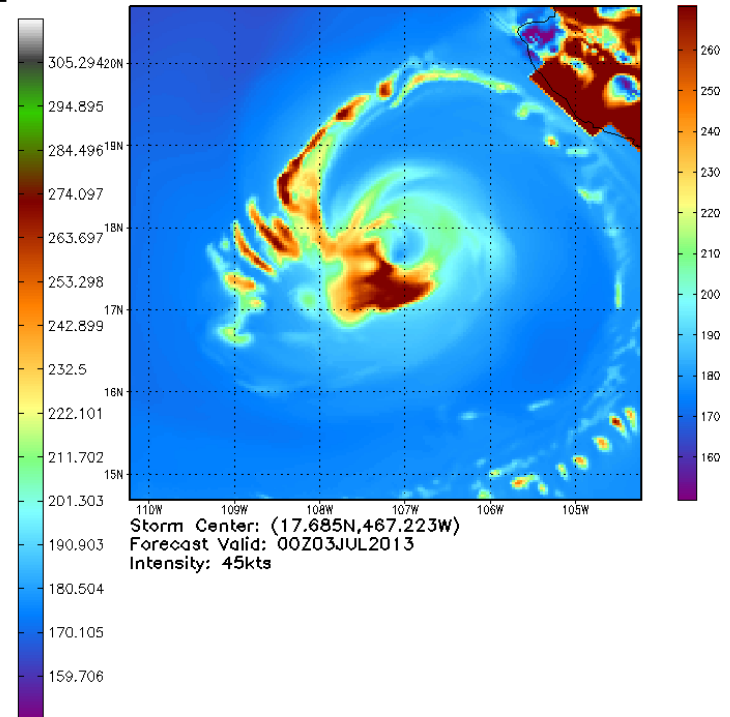 305.294
294.895
284.496
274.097
263.697
253.298
242.899
232.5
222.101
211.702
201.303
190.903
180.504
170.105
159.706
20N
19N
18N
17N
16N
15N
110W 109W 108W 107W 106W 105W
260
250
240
230
220
210
200
190
180
170
160
Storm Center: (17.685N,467.223W)
Forecast Valid: 00Z03JUL2013
Intensity: 45kts